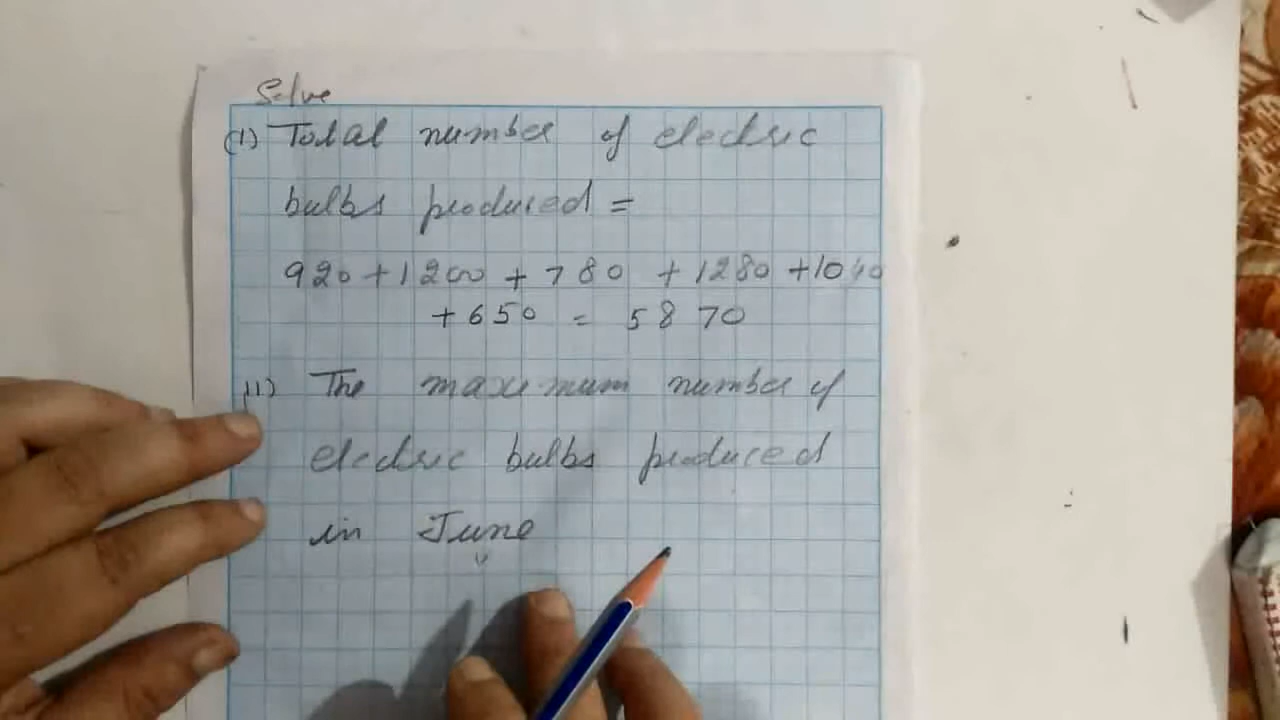 Solve
(I) Total number of electric
bulbs produced =
920 + 1200 + 780 + 1280 + 1040
+ 650 = 5870
II) The maximum number of
electric bulbs produced
in June